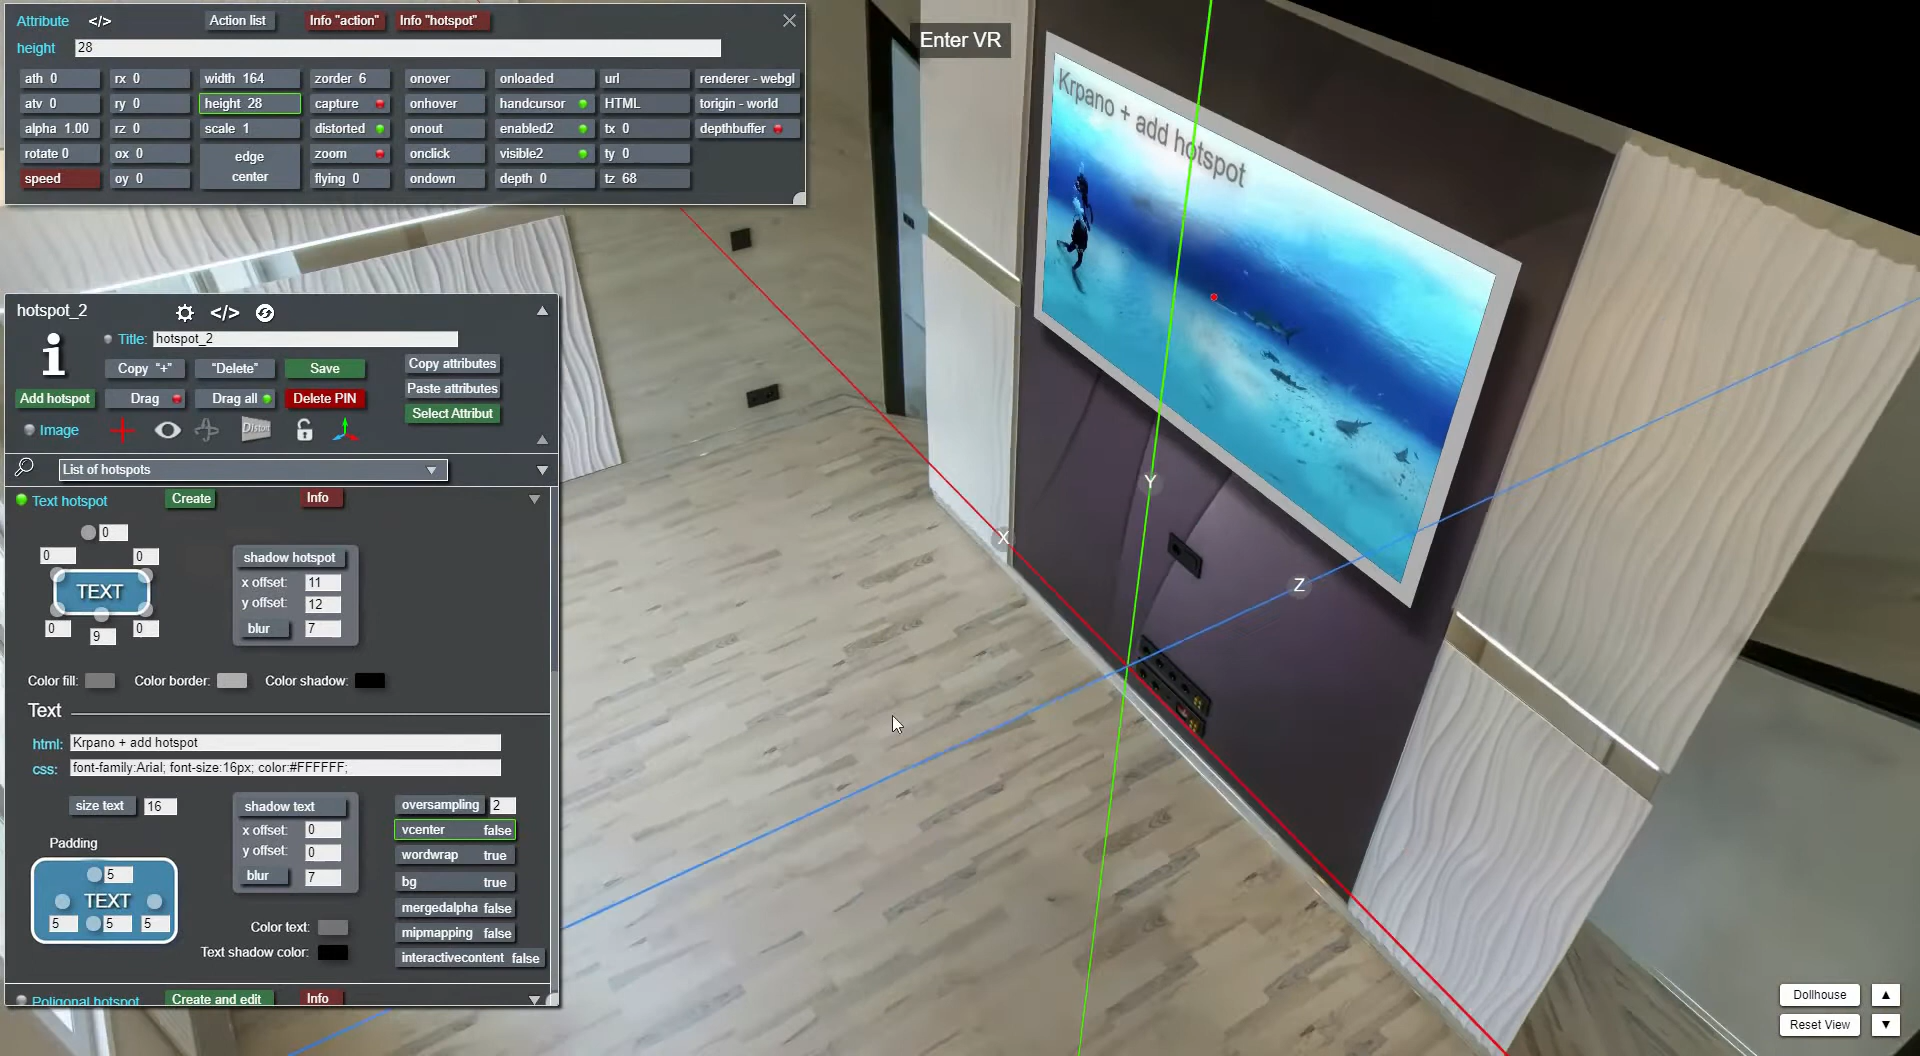 Attribute </> Action list Info "action" Info "hotspot"
height 28
ath 0 rx 0 width 164 zorder 6 onover onloaded url renderer - webgl
atv 0 ry 0 height 28 capture onhover handcursor HTML torigin - world
alpha 1.00 rz 0 scale 1 distorted onout enabled2 tx 0 depthbuffer
rotate 0 ox 0 edge zoom onclick visible2 ty 0
speed oy 0 center flying 0 ondown depth 0 tz 68
Enter VR
Krpano + add hotspot
hotspot_2 </>
Title: hotspot_2
Copy "+" "Delete" Save Copy attributes
Add hotspot Drag Drag all Delete PIN Paste attributes
Select Attribut
Image Distort
List of hotspots
Text hotspot Create Info
0
0 0
TEXT
0 9 0
shadow hotspot
x offset: 11
y offset: 12
blur 7
Color fill: Color border: Color shadow:
Text
html: Krpano + add hotspot
css: font-family:Arial; font-size:16px; color:#FFFFFF;
size text 16
Padding
5
TEXT
5 5 5
shadow text
x offset: 0
y offset: 0
blur 7
Color text:
Text shadow color:
oversampling 2
vcenter false
wordwrap true
bg true
mergedalpha false
mipmapping false
interactivecontent false
Poligonal hotspot Create and edit Info
Y
X
Z
Dollhouse ▲
Reset View ▼